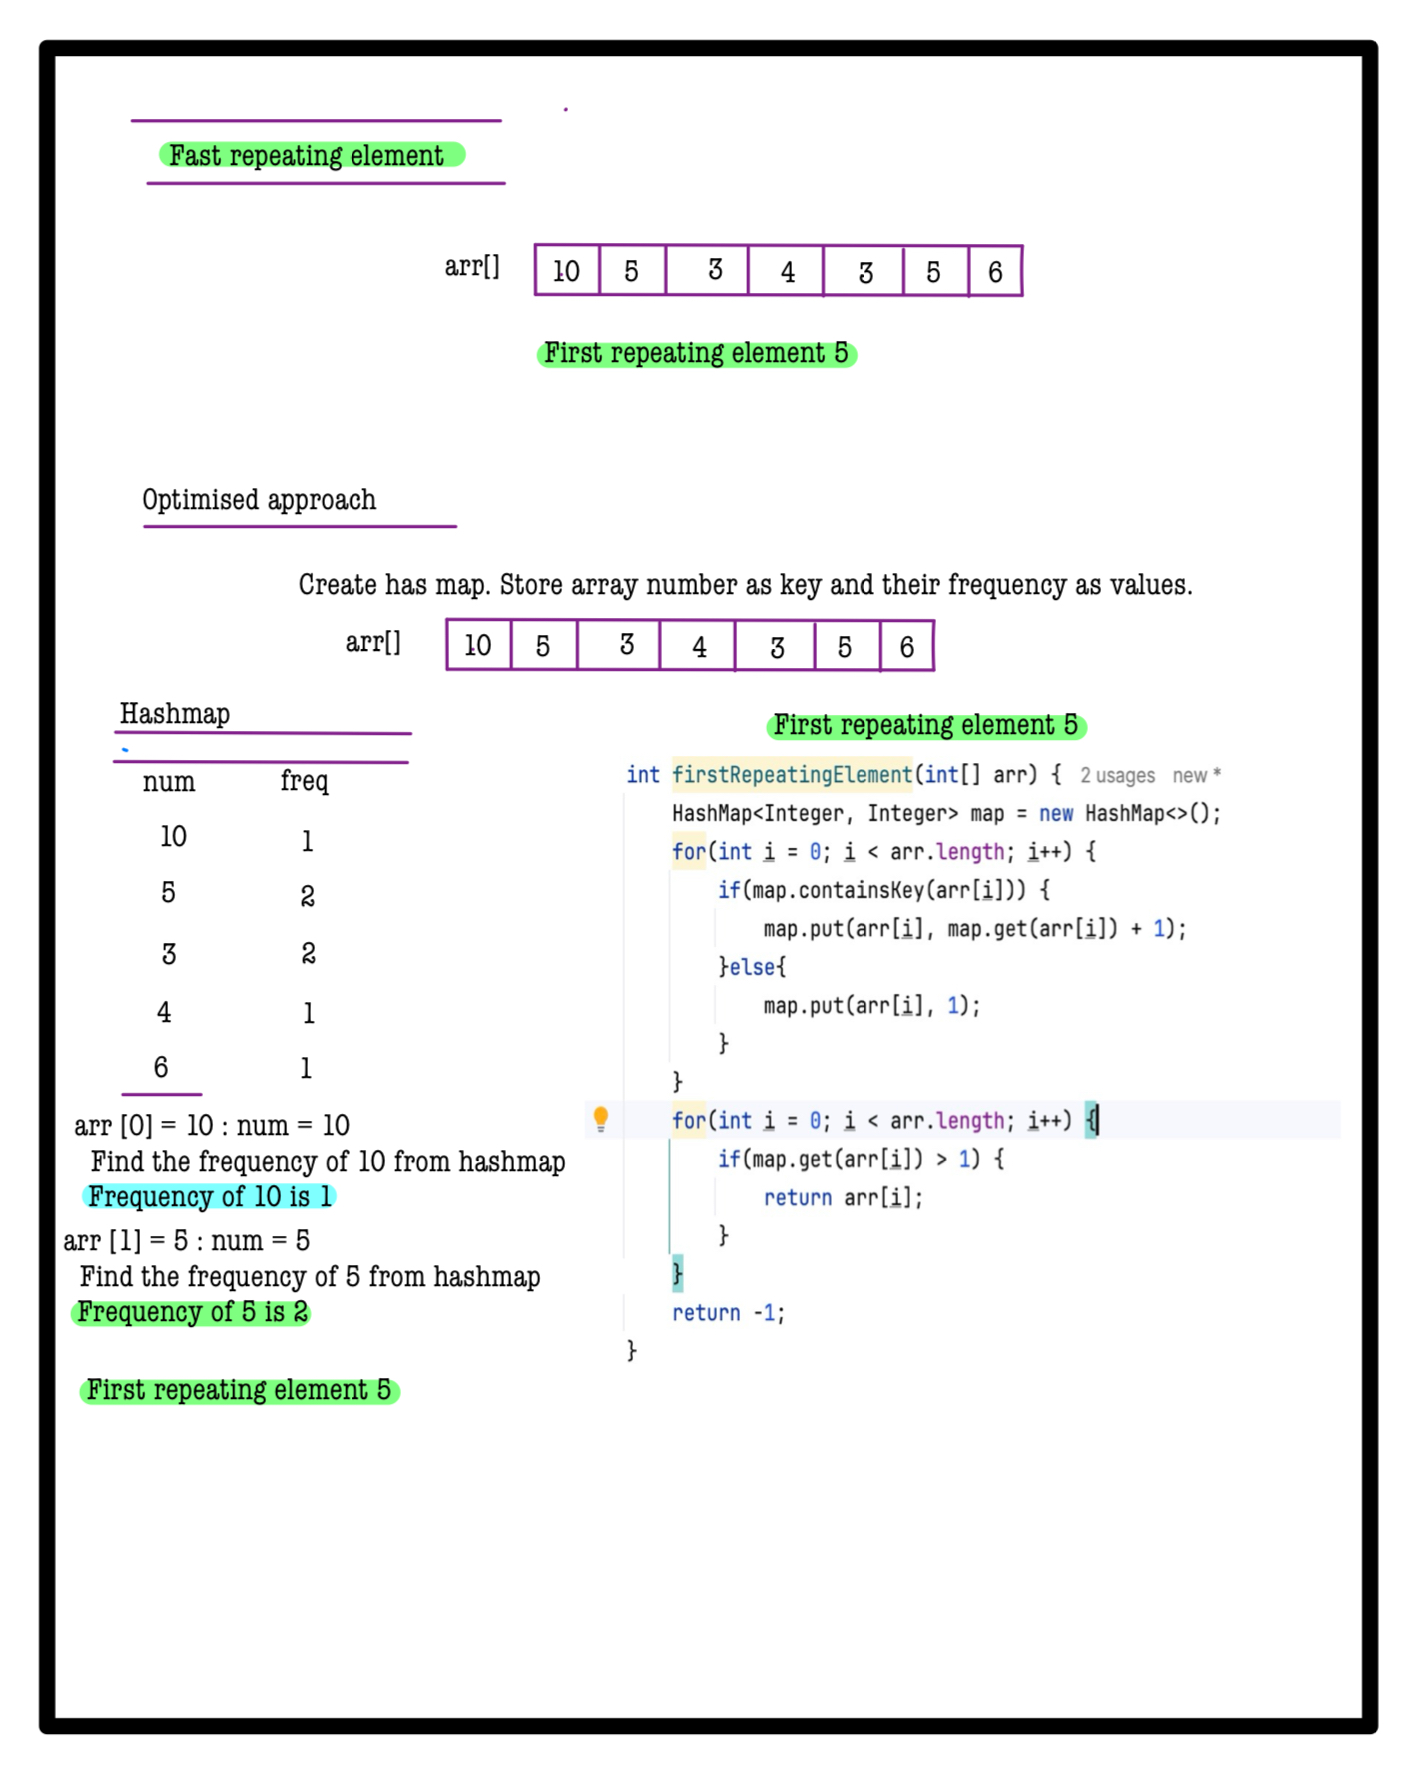 Fast repeating element
arr[] 10 5 3 4 3 5 6
First repeating element 5
Optimised approach
Create has map. Store array number as key and their frequency as values.
arr[] 10 5 3 4 3 5 6
Hashmap
num freq
10 1
5 2
3 2
4 1
6 1
arr [0] = 10 : num = 10
Find the frequency of 10 from hashmap
Frequency of 10 is 1
arr [1] = 5 : num = 5
Find the frequency of 5 from hashmap
Frequency of 5 is 2
First repeating element 5
First repeating element 5
int firstRepeatingElement(int[] arr) { 2 usages new *
HashMap<Integer, Integer> map = new HashMap<>();
for(int i = 0; i < arr.length; i++) {
if(map.containsKey(arr[i])) {
map.put(arr[i], map.get(arr[i]) + 1);
}else{
map.put(arr[i], 1);
}
}
for(int i = 0; i < arr.length; i++) {
if(map.get(arr[i]) > 1) {
return arr[i];
}
}
return -1;
}